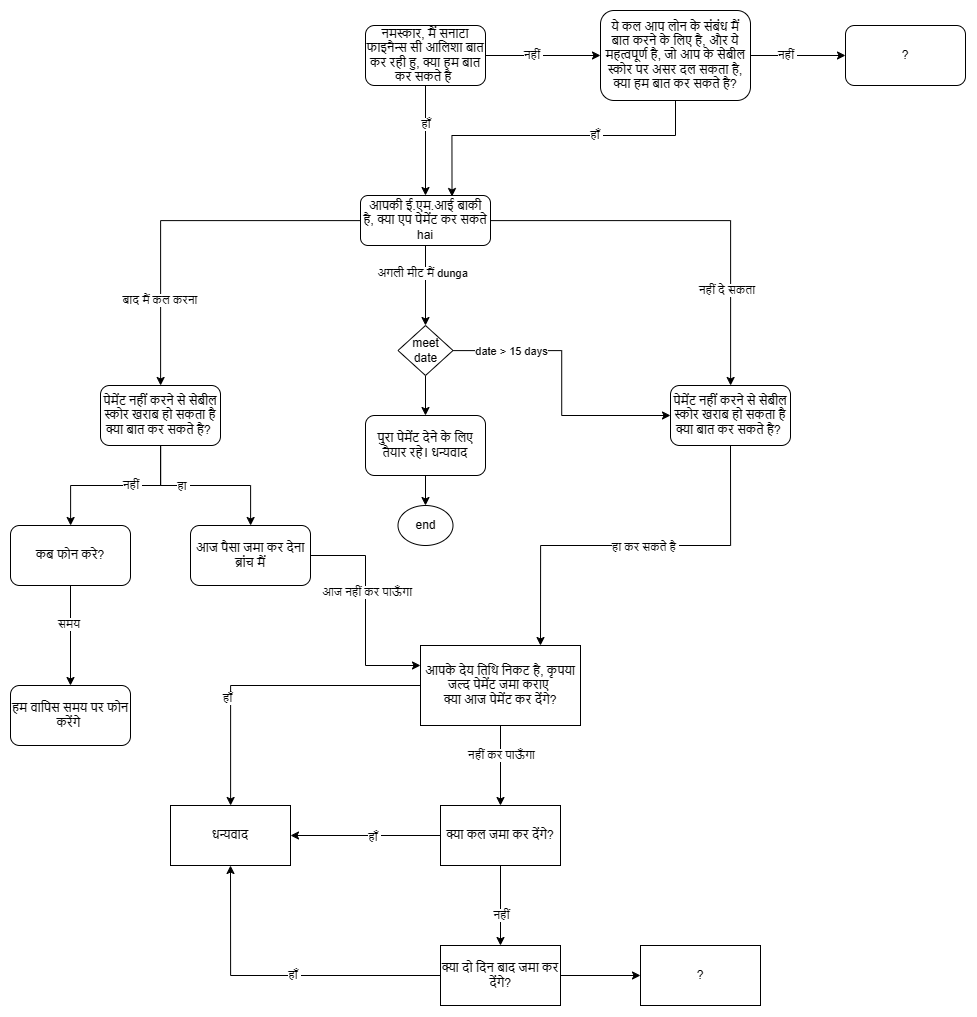 नमस्कार, मैं सनाटा
फाइनैन्स सी आलिशा बात
कर रही हु, क्या हम बात
कर सकते है
नहीं
ये कल आप लोन के संबंध में
बात करने के लिए है, और ये
महत्वपूर्ण है, जो आप के सेबील
स्कोर पर असर दल सकता है,
क्या हम बात कर सकते है?
नहीं
?
हाँ
हाँ
आपकी ई.एम.आई बाकी
है, क्या एप पेमेंट कर सकते
hai
अगली मीट मैं dunga
बाद मैं कल करना
नहीं दे सकता
meet
date
date > 15 days
पेमेंट नहीं करने से सेबील
स्कोर खराब हो सकता है
क्या बात कर सकते है?
पुरा पेमेंट देने के लिए
तैयार रहे। धन्यवाद
पेमेंट नहीं करने से सेबील
स्कोर खराब हो सकता है
क्या बात कर सकते है?
नहीं
हा
end
कब फोन करे?
आज पैसा जमा कर देना
ब्रांच मैं
हा कर सकते है
आज नहीं कर पाऊँगा
समय
आपके देय तिथि निकट है, कृपया
जल्द पेमेंट जमा कराए
क्या आज पेमेंट कर देंगे?
हाँ
हम वापिस समय पर फोन
करेंगे
नहीं कर पाऊँगा
धन्यवाद
हाँ
क्या कल जमा कर देंगे?
नहीं
हाँ
क्या दो दिन बाद जमा कर
देंगे?
?